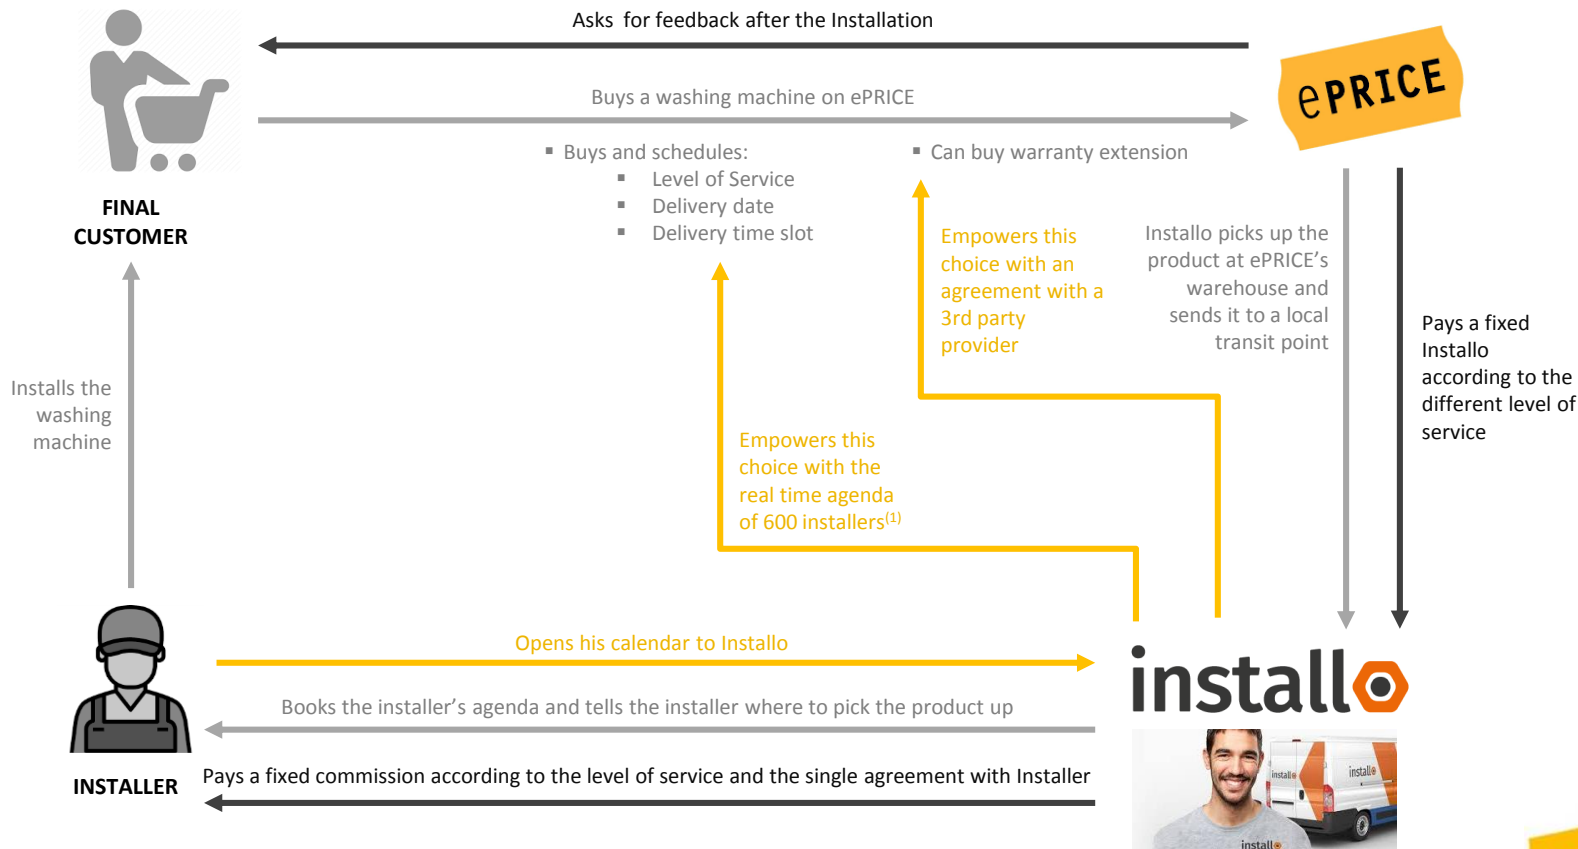 Asks for feedback after the Installation
ePRICE
Buys a washing machine on ePRICE
▪ Buys and schedules:
▪ Level of Service
▪ Delivery date
▪ Delivery time slot
▪ Can buy warranty extension
FINAL
CUSTOMER
Empowers this
choice with an
agreement with a
3rd party
provider
Installo picks up the
product at ePRICE’s
warehouse and
sends it to a local
transit point
Pays a fixed
Installo
according to the
different level of
service
Installs the
washing
machine
Empowers this
choice with the
real time agenda
of 600 installers(1)
Opens his calendar to Installo
installo
Books the installer’s agenda and tells the installer where to pick the product up
INSTALLER
Pays a fixed commission according to the level of service and the single agreement with Installer
installo
installo
installo